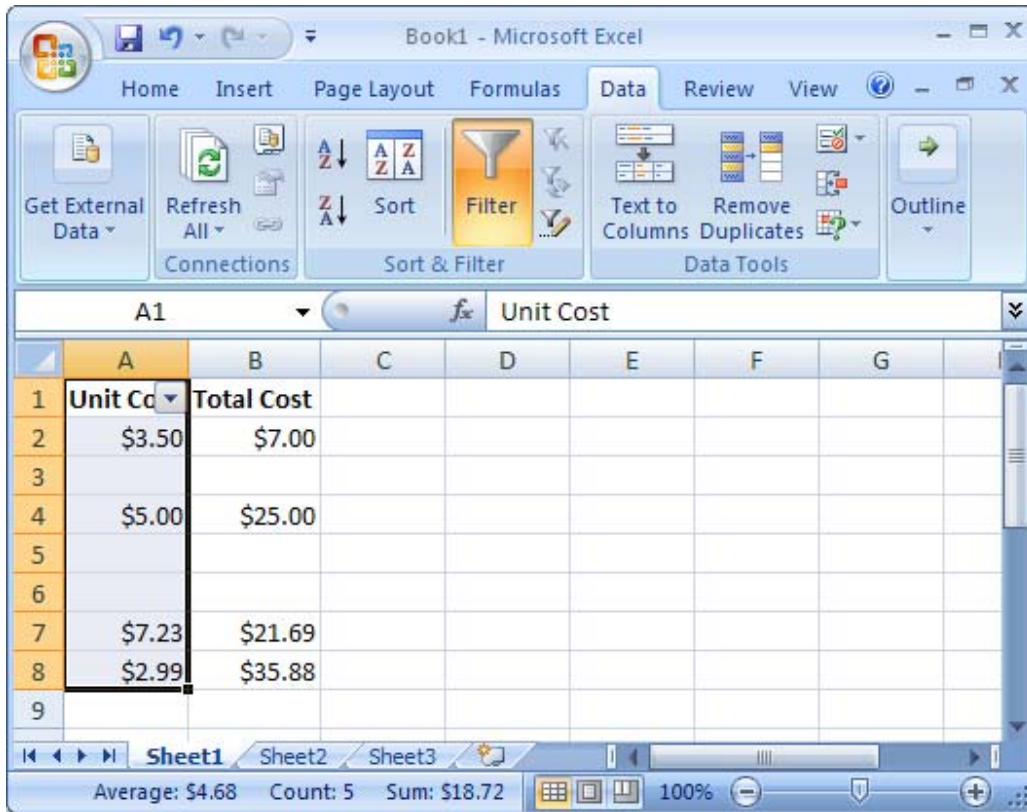 Book1 - Microsoft Excel
Home Insert Page Layout Formulas Data Review View
Get External Data
Refresh All
Connections
A Z
Z A
A Z Z A
Sort
Filter
Sort & Filter
Text to Columns
Remove Duplicates
Data Tools
Outline
A1 fx Unit Cost
A B C D E F G
1 Unit Co Total Cost
2 $3.50 $7.00
3
4 $5.00 $25.00
5
6
7 $7.23 $21.69
8 $2.99 $35.88
9
Sheet1 Sheet2 Sheet3
Average: $4.68 Count: 5 Sum: $18.72 100%